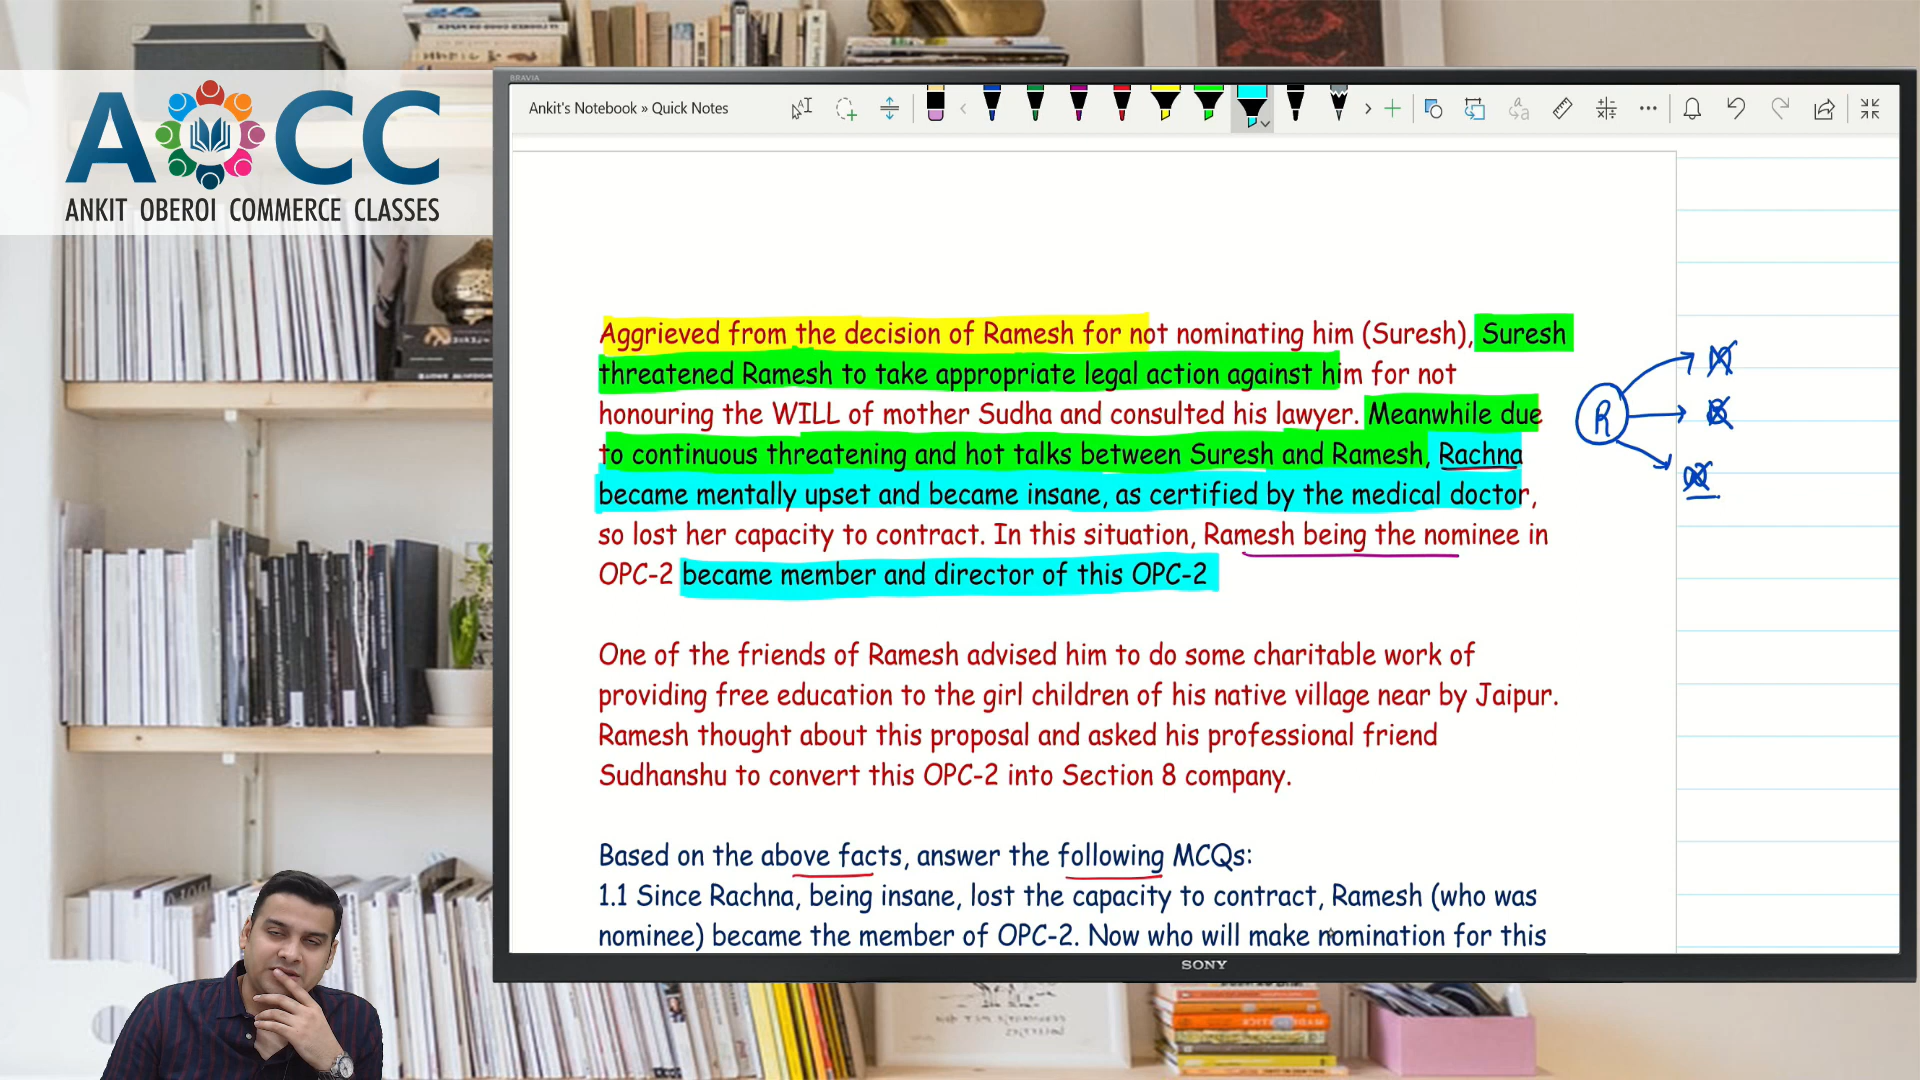 BRAVIA
AOCC
ANKIT OBEROI COMMERCE CLASSES
Ankit's Notebook » Quick Notes
Aggrieved from the decision of Ramesh for not nominating him (Suresh), Suresh
threatened Ramesh to take appropriate legal action against him for not
honouring the WILL of mother Sudha and consulted his lawyer. Meanwhile due
to continuous threatening and hot talks between Suresh and Ramesh, Rachna
became mentally upset and became insane, as certified by the medical doctor,
so lost her capacity to contract. In this situation, Ramesh being the nominee in
OPC-2 became member and director of this OPC-2
R
One of the friends of Ramesh advised him to do some charitable work of
providing free education to the girl children of his native village near by Jaipur.
Ramesh thought about this proposal and asked his professional friend
Sudhanshu to convert this OPC-2 into Section 8 company.
Based on the above facts, answer the following MCQs:
1.1 Since Rachna, being insane, lost the capacity to contract, Ramesh (who was
nominee) became the member of OPC-2. Now who will make nomination for this
SONY